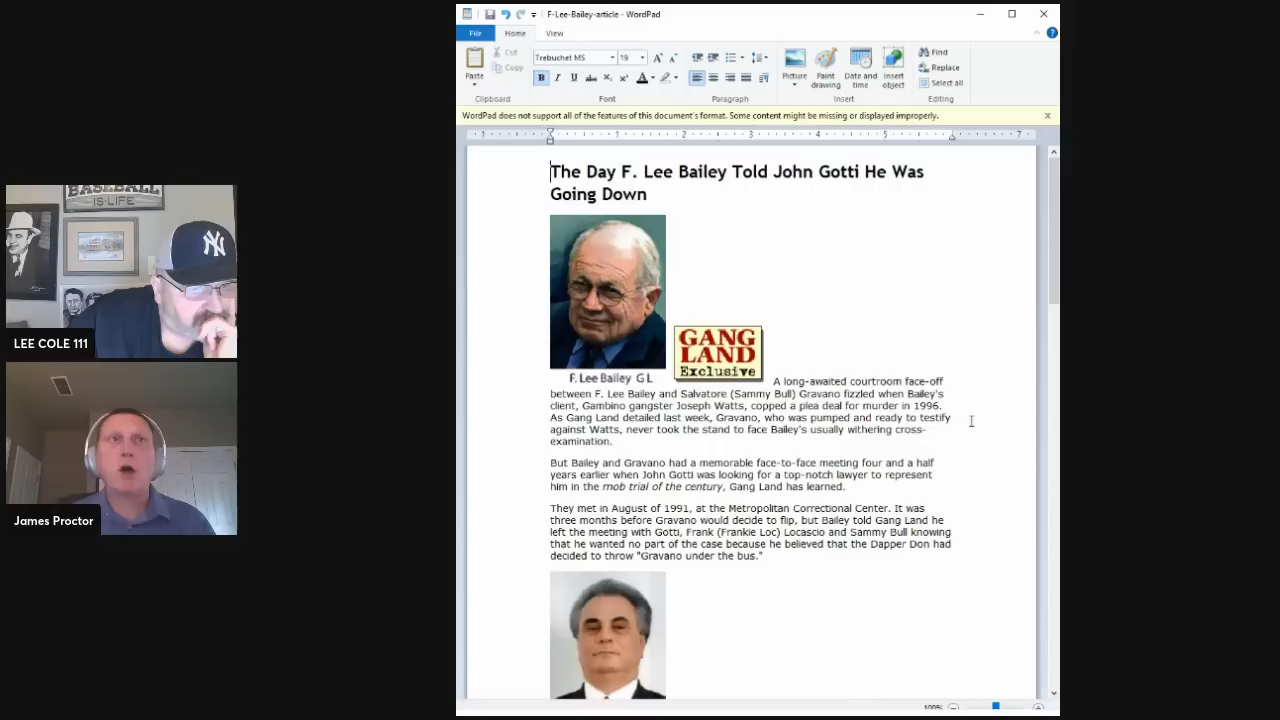 F-Lee-Bailey-article - WordPad
File
Home
View
Cut
Copy
Paste
Trebuchet MS
19
Picture
Paint drawing
Date and time
Insert object
Find
Replace
Select all
Clipboard
Font
Paragraph
Insert
Editing
WordPad does not support all of the features of this document's format. Some content might be missing or displayed improperly.
1 1 2 3 4 5 7
The Day F. Lee Bailey Told John Gotti He Was
Going Down
F. Lee Bailey G L
GANG
LAND
Exclusive
A long-awaited courtroom face-off
between F. Lee Bailey and Salvatore (Sammy Bull) Gravano fizzled when Bailey's
client, Gambino gangster Joseph Watts, copped a plea deal for murder in 1996.
As Gang Land detailed last week, Gravano, who was pumped and ready to testify
against Watts, never took the stand to face Bailey's usually withering cross-
examination.
But Bailey and Gravano had a memorable face-to-face meeting four and a half
years earlier when John Gotti was looking for a top-notch lawyer to represent
him in the mob trial of the century, Gang Land has learned.
They met in August of 1991, at the Metropolitan Correctional Center. It was
three months before Gravano would decide to flip, but Bailey told Gang Land he
left the meeting with Gotti, Frank (Frankie Loc) Locascio and Sammy Bull knowing
that he wanted no part of the case because he believed that the Dapper Don had
decided to throw "Gravano under the bus."
100%
BASEBALL
IS LIFE
LEE COLE 111
James Proctor